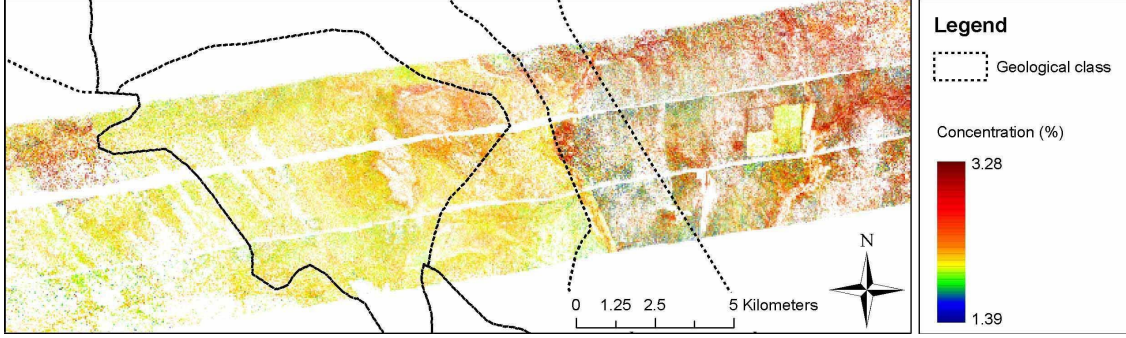 Legend
Geological class
Concentration (%)
3.28
1.39
N
0 1.25 2.5 5 Kilometers